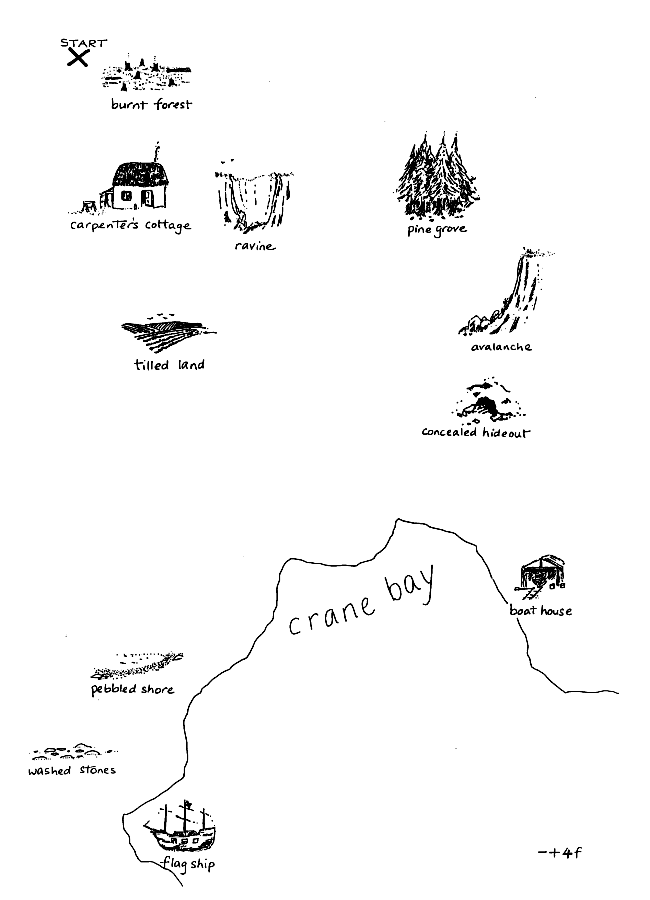 START
burnt forest
carpenter's cottage
ravine
pine grove
avalanche
tilled land
concealed hideout
crane bay
boat house
pebbled shore
washed stones
flag ship
-+4f